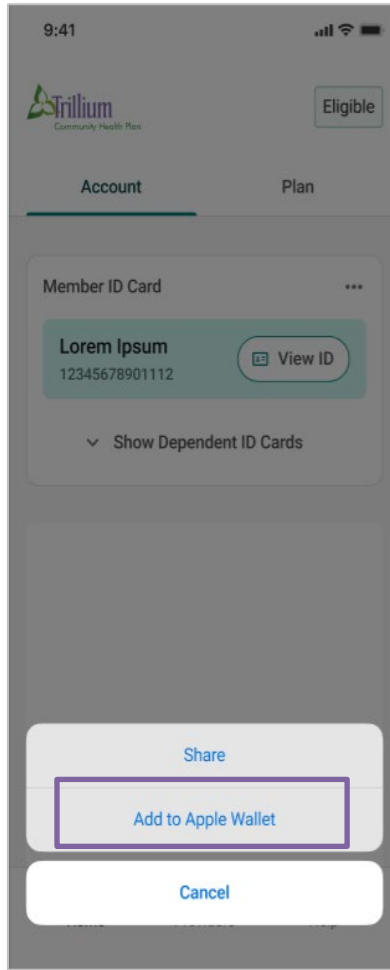 9:41
Trillium
Community Health Plan
Eligible
Account
Plan
Member ID Card
Lorem Ipsum
12345678901112
View ID
Show Dependent ID Cards
Share
Add to Apple Wallet
Cancel